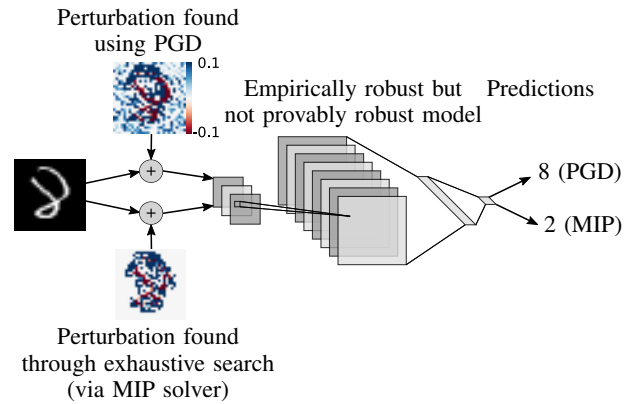 Perturbation found
using PGD
0.1
-0.1
Empirically robust but
not provably robust model
Predictions
+
+
8 (PGD)
2 (MIP)
Perturbation found
through exhaustive search
(via MIP solver)